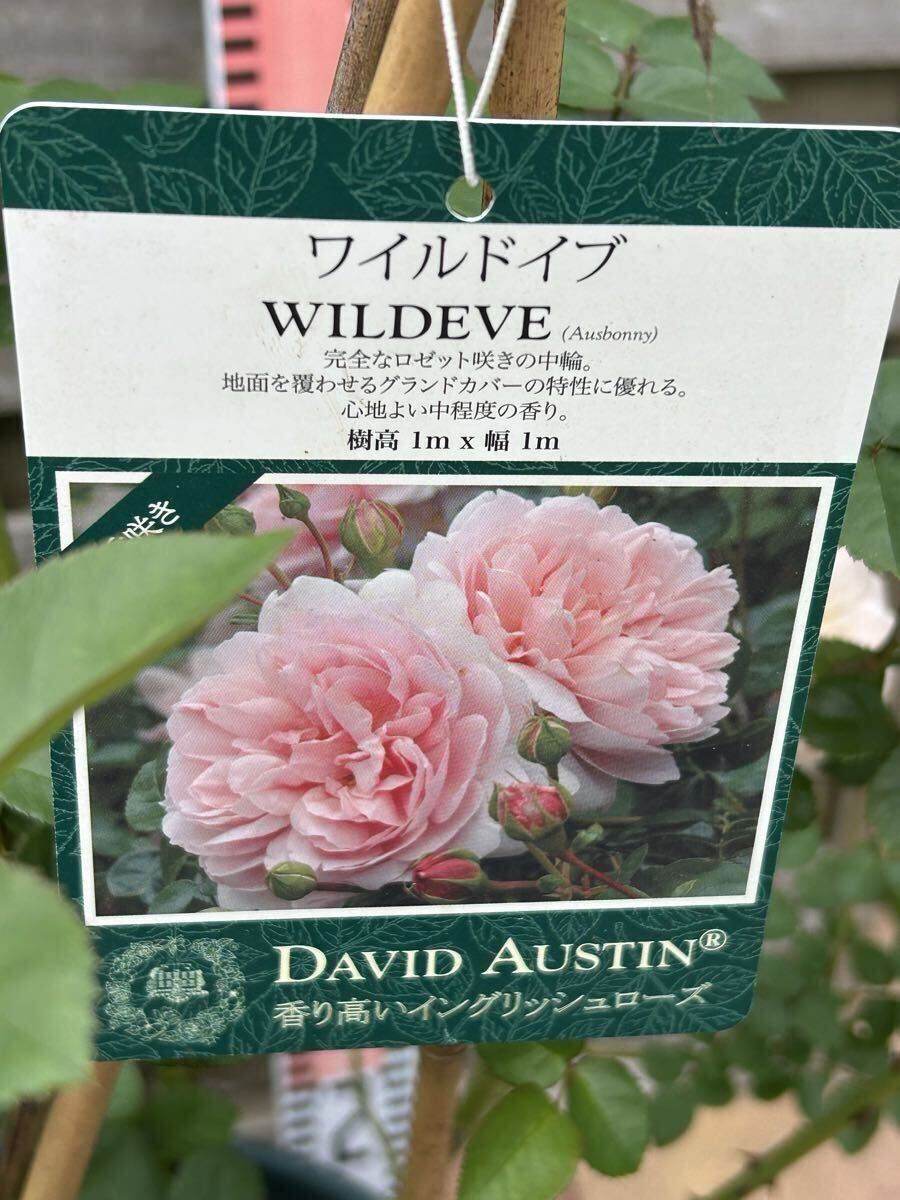 ワイルドイブ
WILDEVE (Ausbonny)
完全なロゼット咲きの中輪。
地面を覆わせるグランドカバーの特性に優れる。
心地よい中程度の香り。
樹高 1m x 幅 1m
咲き
DAVID AUSTIN®
香り高いイングリッシュローズ